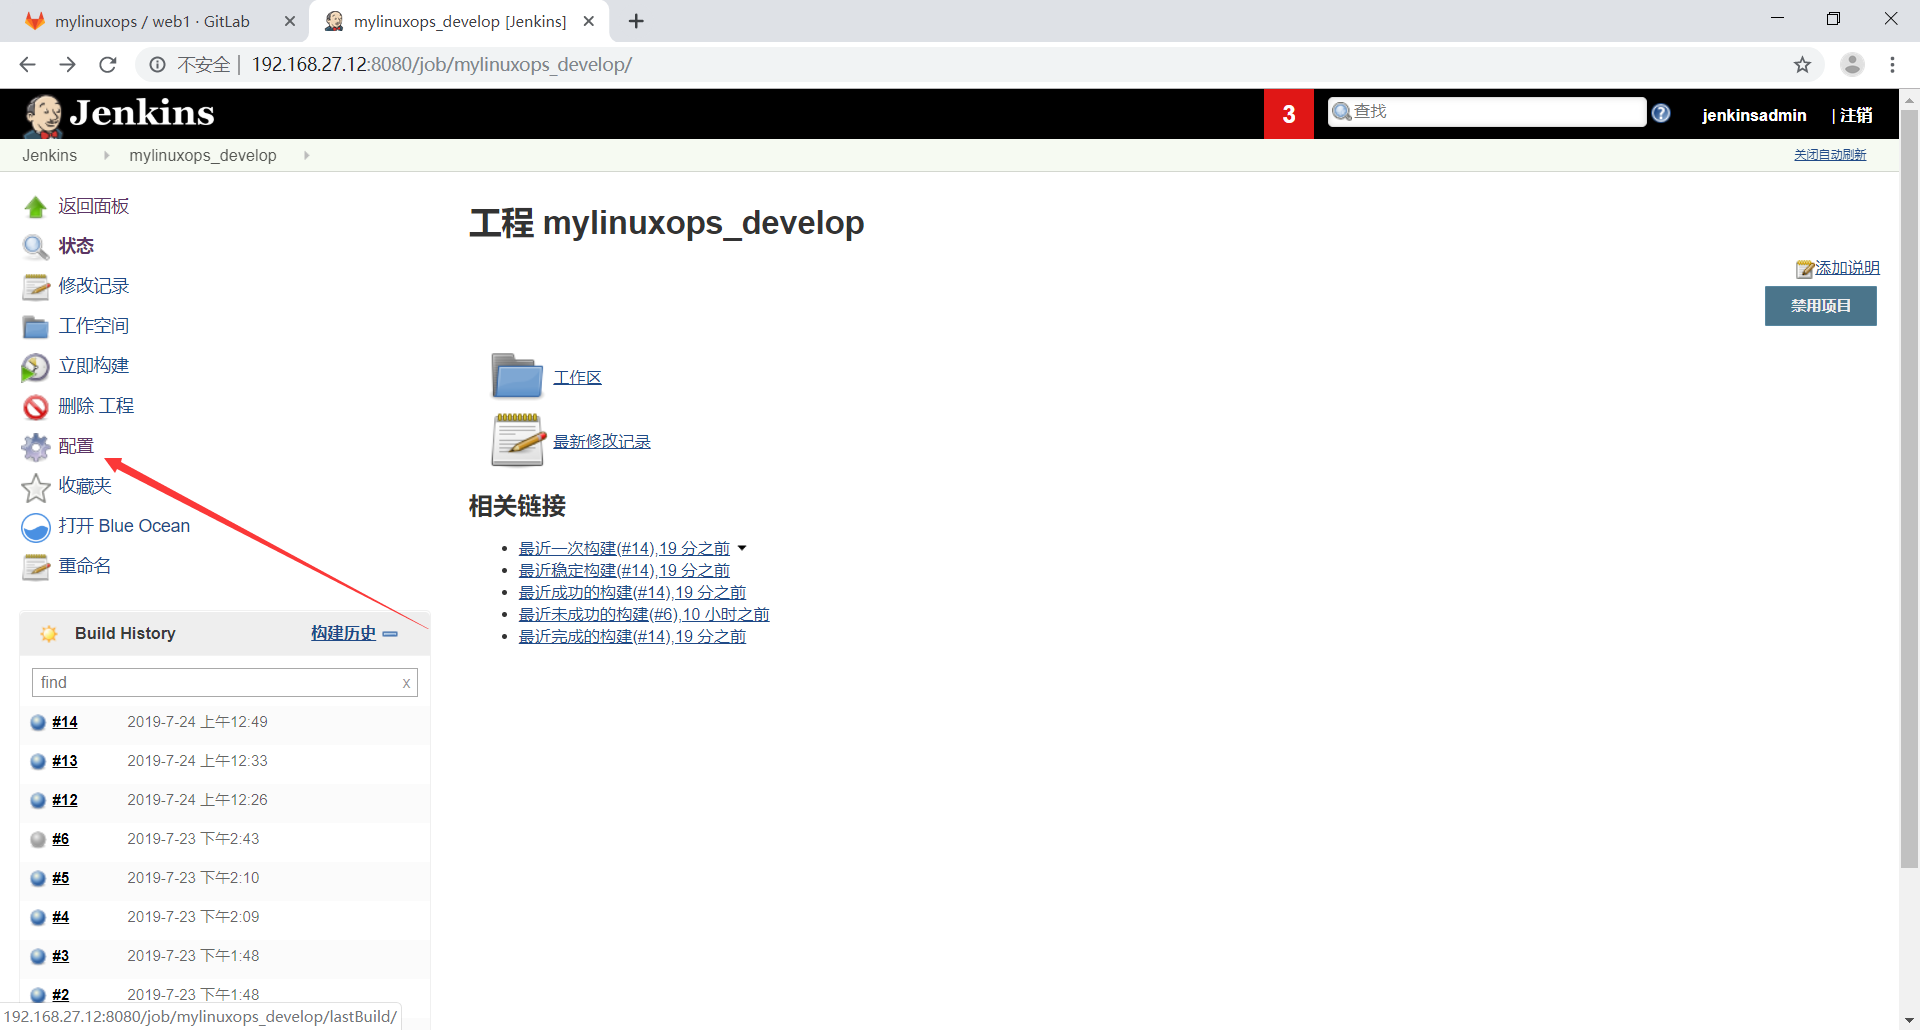 mylinuxops / web1 · GitLab
mylinuxops_develop [Jenkins]
不安全 | 192.168.27.12:8080/job/mylinuxops_develop/
Jenkins
3
查找
jenkinsadmin
| 注销
Jenkins
mylinuxops_develop
关闭自动刷新
返回面板
状态
修改记录
工作空间
立即构建
删除 工程
配置
收藏夹
打开 Blue Ocean
重命名
工程 mylinuxops_develop
添加说明
禁用项目
工作区
最新修改记录
相关链接
最近一次构建(#14),19 分之前
最近稳定构建(#14),19 分之前
最近成功的构建(#14),19 分之前
最近未成功的构建(#6),10 小时之前
最近完成的构建(#14),19 分之前
Build History 构建历史
find x
#14 2019-7-24 上午12:49
#13 2019-7-24 上午12:33
#12 2019-7-24 上午12:26
#6 2019-7-23 下午2:43
#5 2019-7-23 下午2:10
#4 2019-7-23 下午2:09
#3 2019-7-23 下午1:48
#2 2019-7-23 下午1:48
192.168.27.12:8080/job/mylinuxops_develop/lastBuild/